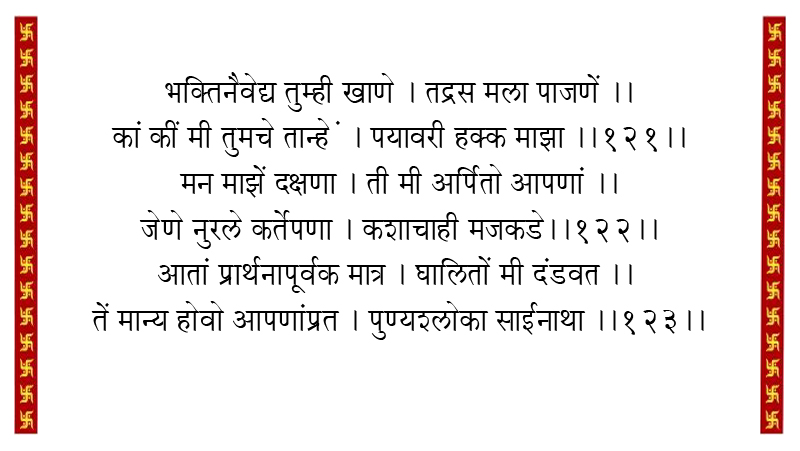 भक्तिनैवेद्य तुम्ही खाणे । तद्रस मला पाजणें ।।
कां कीं मी तुमचे तान्हें । पयावरी हक्क माझा ।।१२१।।
मन माझें दक्षणा । ती मी अर्पितो आपणां ।।
जेणे नुरले कर्तेपणा । कशाचाही मजकडे।।१२२।।
आतां प्रार्थनापूर्वक मात्र । घालितों मी दंडवत ।।
तें मान्य होवो आपणांप्रत । पुण्यश्लोका साईनाथा ।।१२३।।